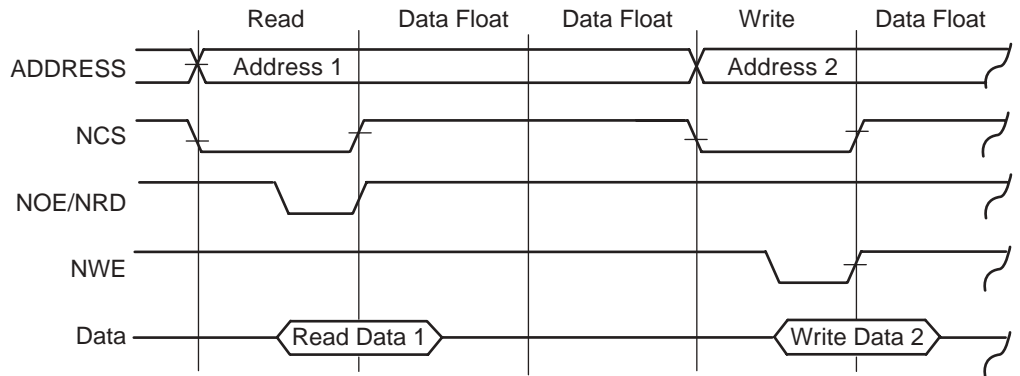 Read Data Float Data Float Write Data Float
ADDRESS Address 1 Address 2
NCS
NOE/NRD
NWE
Data Read Data 1 Write Data 2